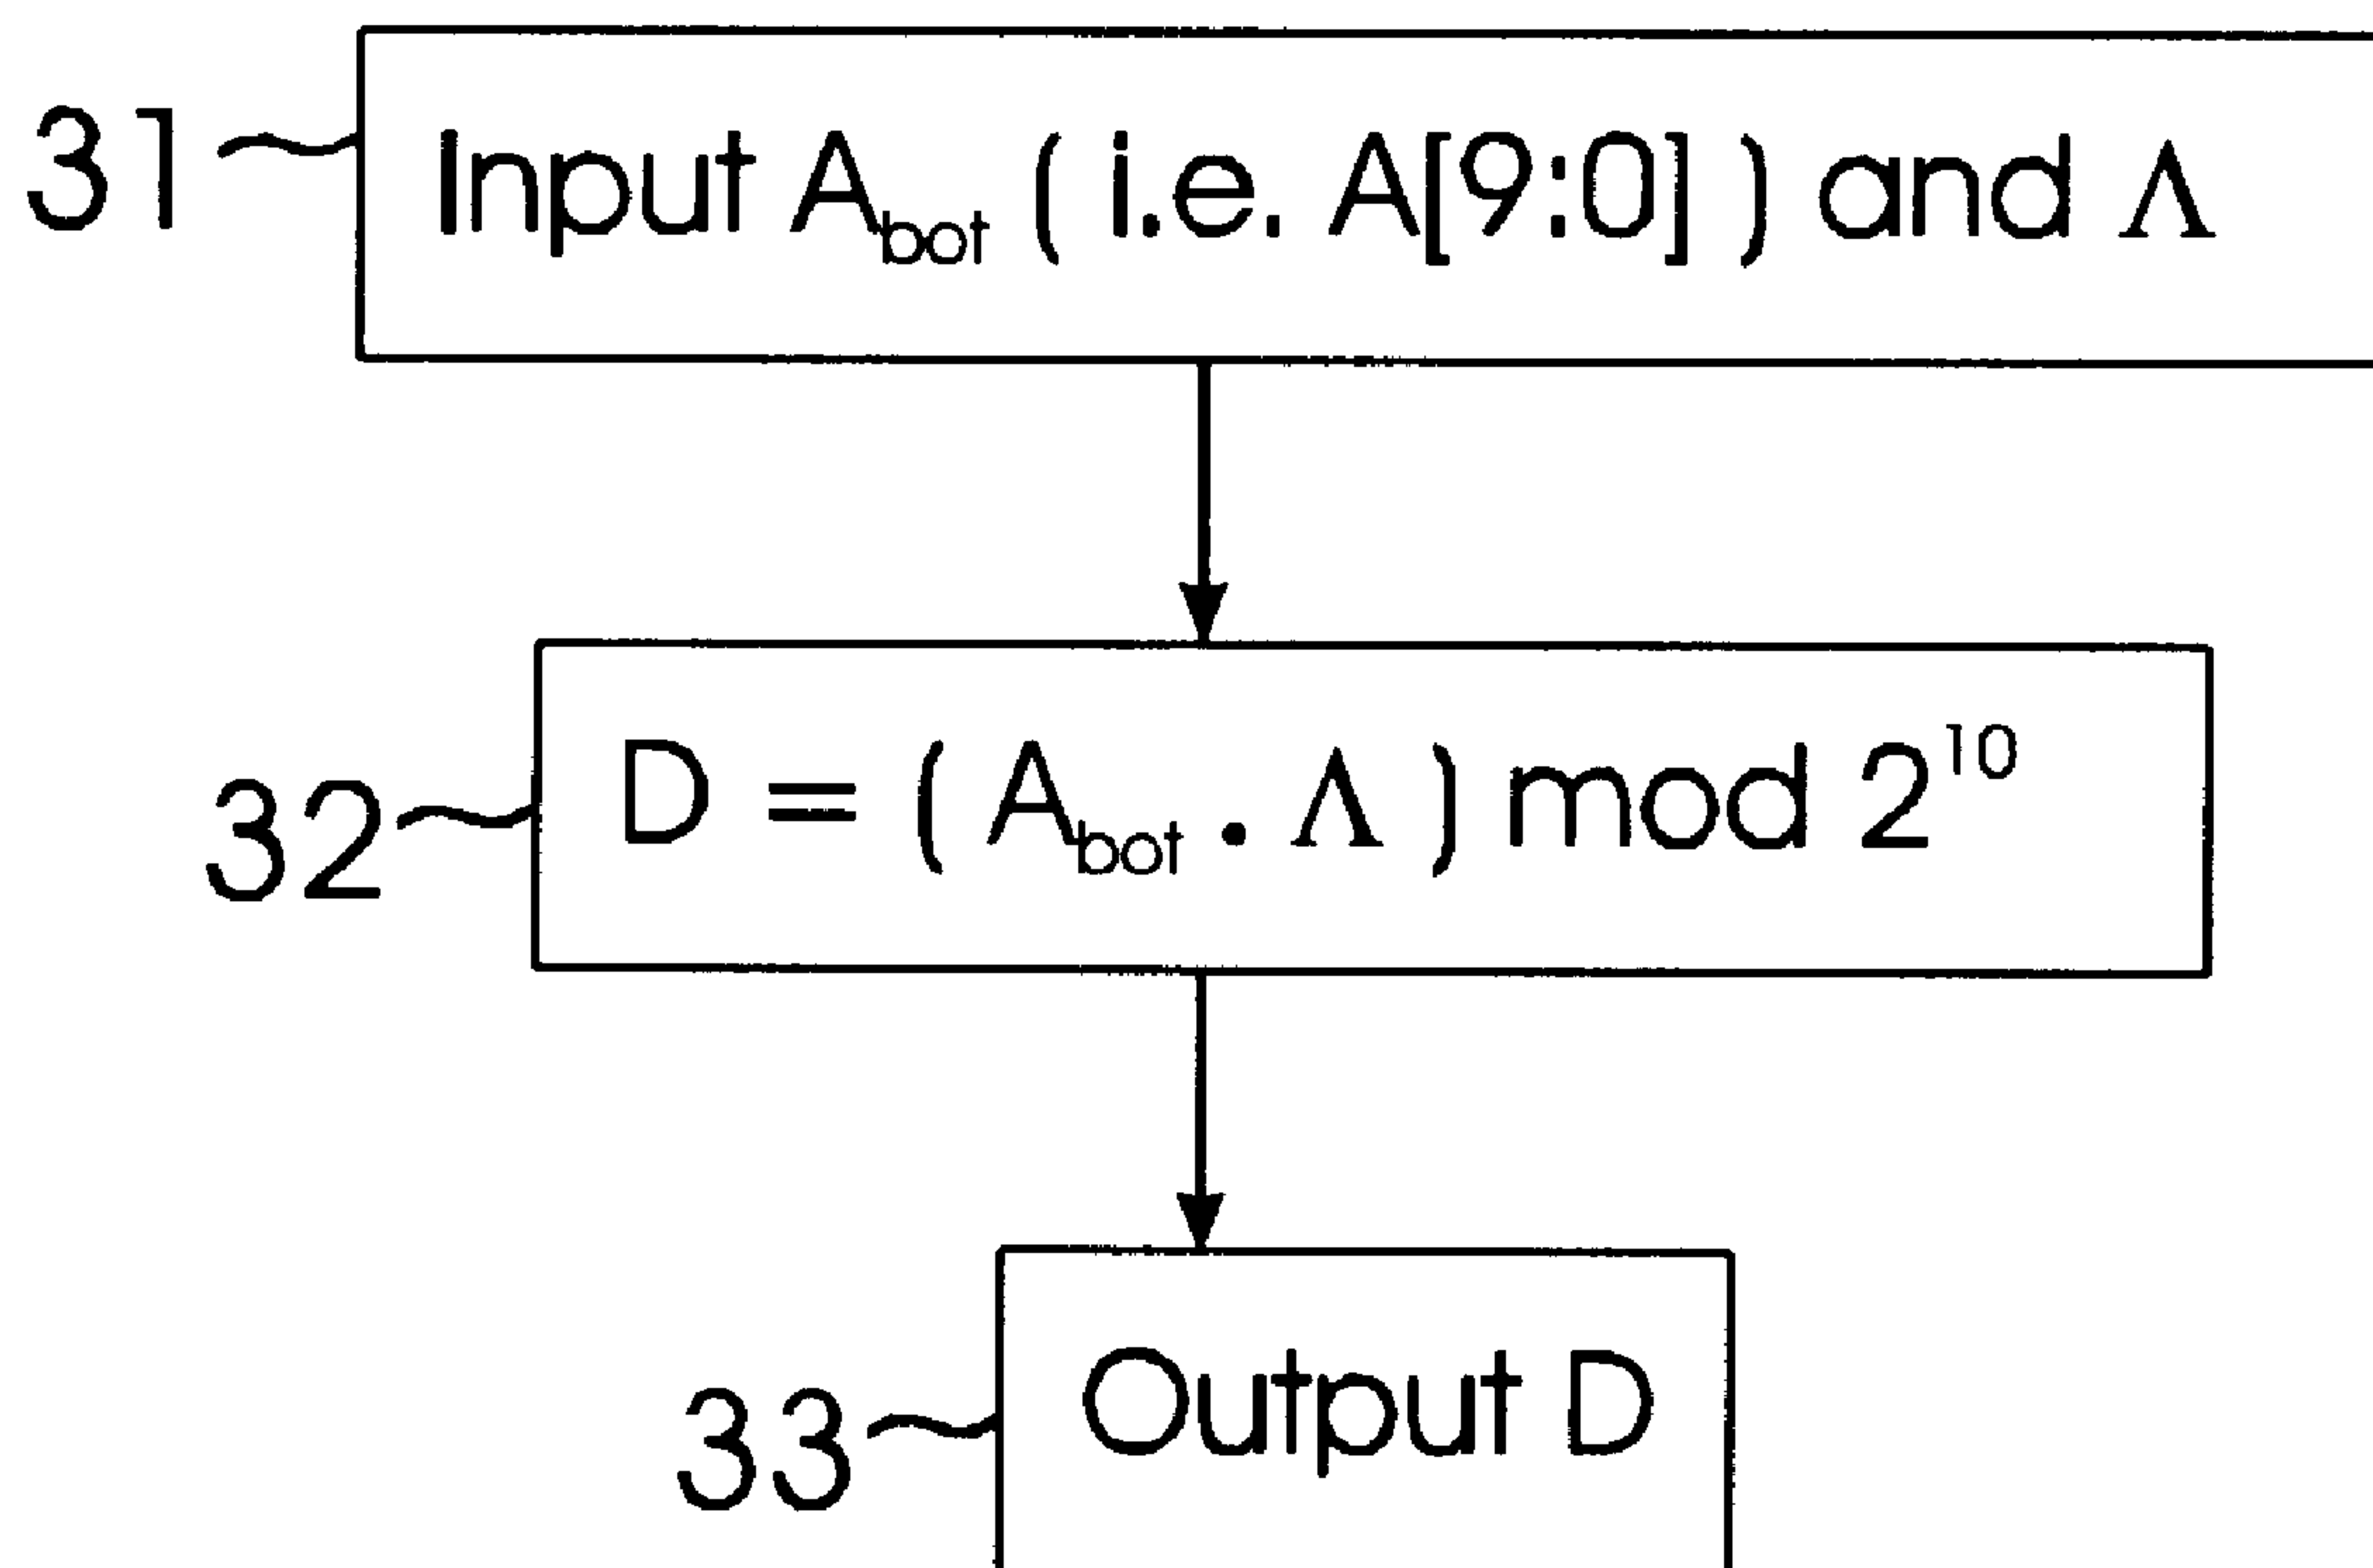 31 Input A_bot ( i.e. A[9:0] ) and Λ
32 D = ( A_bot . Λ ) mod 2^10
33 Output D